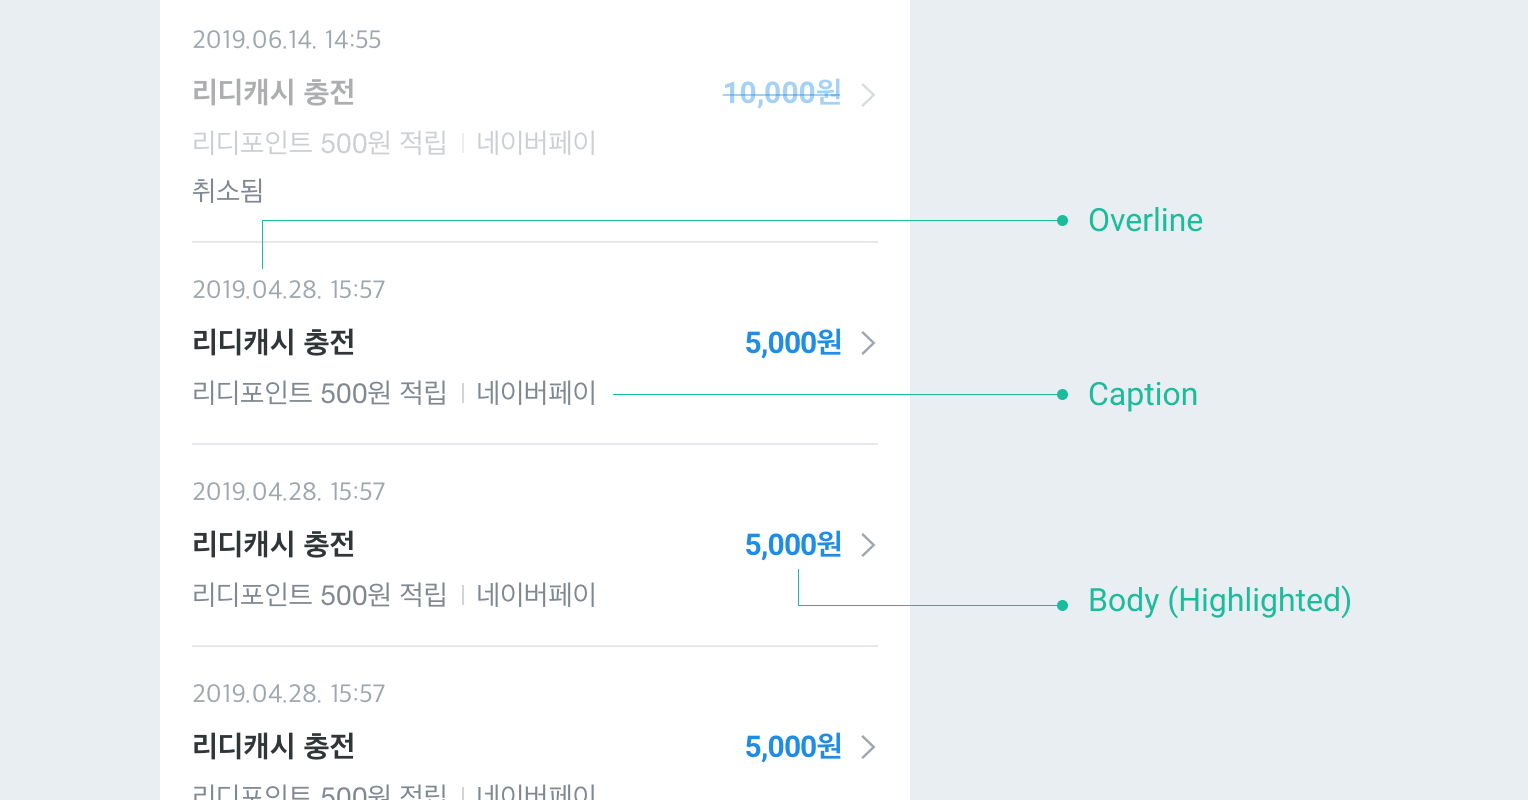 2019.06.14. 14:55
리디캐시 충전 10,000원
리디포인트 500원 적립 | 네이버페이
취소됨
Overline
2019.04.28. 15:57
리디캐시 충전 5,000원
리디포인트 500원 적립 | 네이버페이
Caption
2019.04.28. 15:57
리디캐시 충전 5,000원
리디포인트 500원 적립 | 네이버페이
Body (Highlighted)
2019.04.28. 15:57
리디캐시 충전 5,000원
리디포인트 500원 적립 | 네이버페이